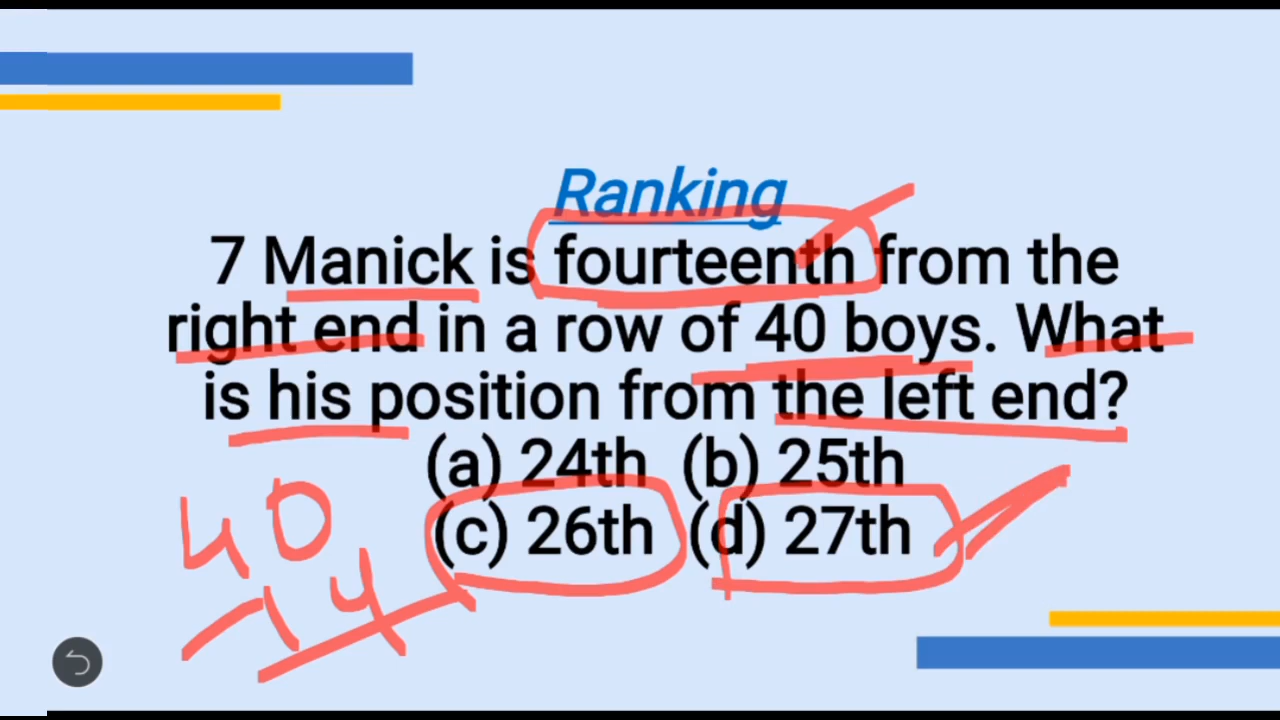 Ranking
7 Manick is fourteenth from the
right end in a row of 40 boys. What
is his position from the left end?
(a) 24th (b) 25th
(c) 26th (d) 27th
40
-14